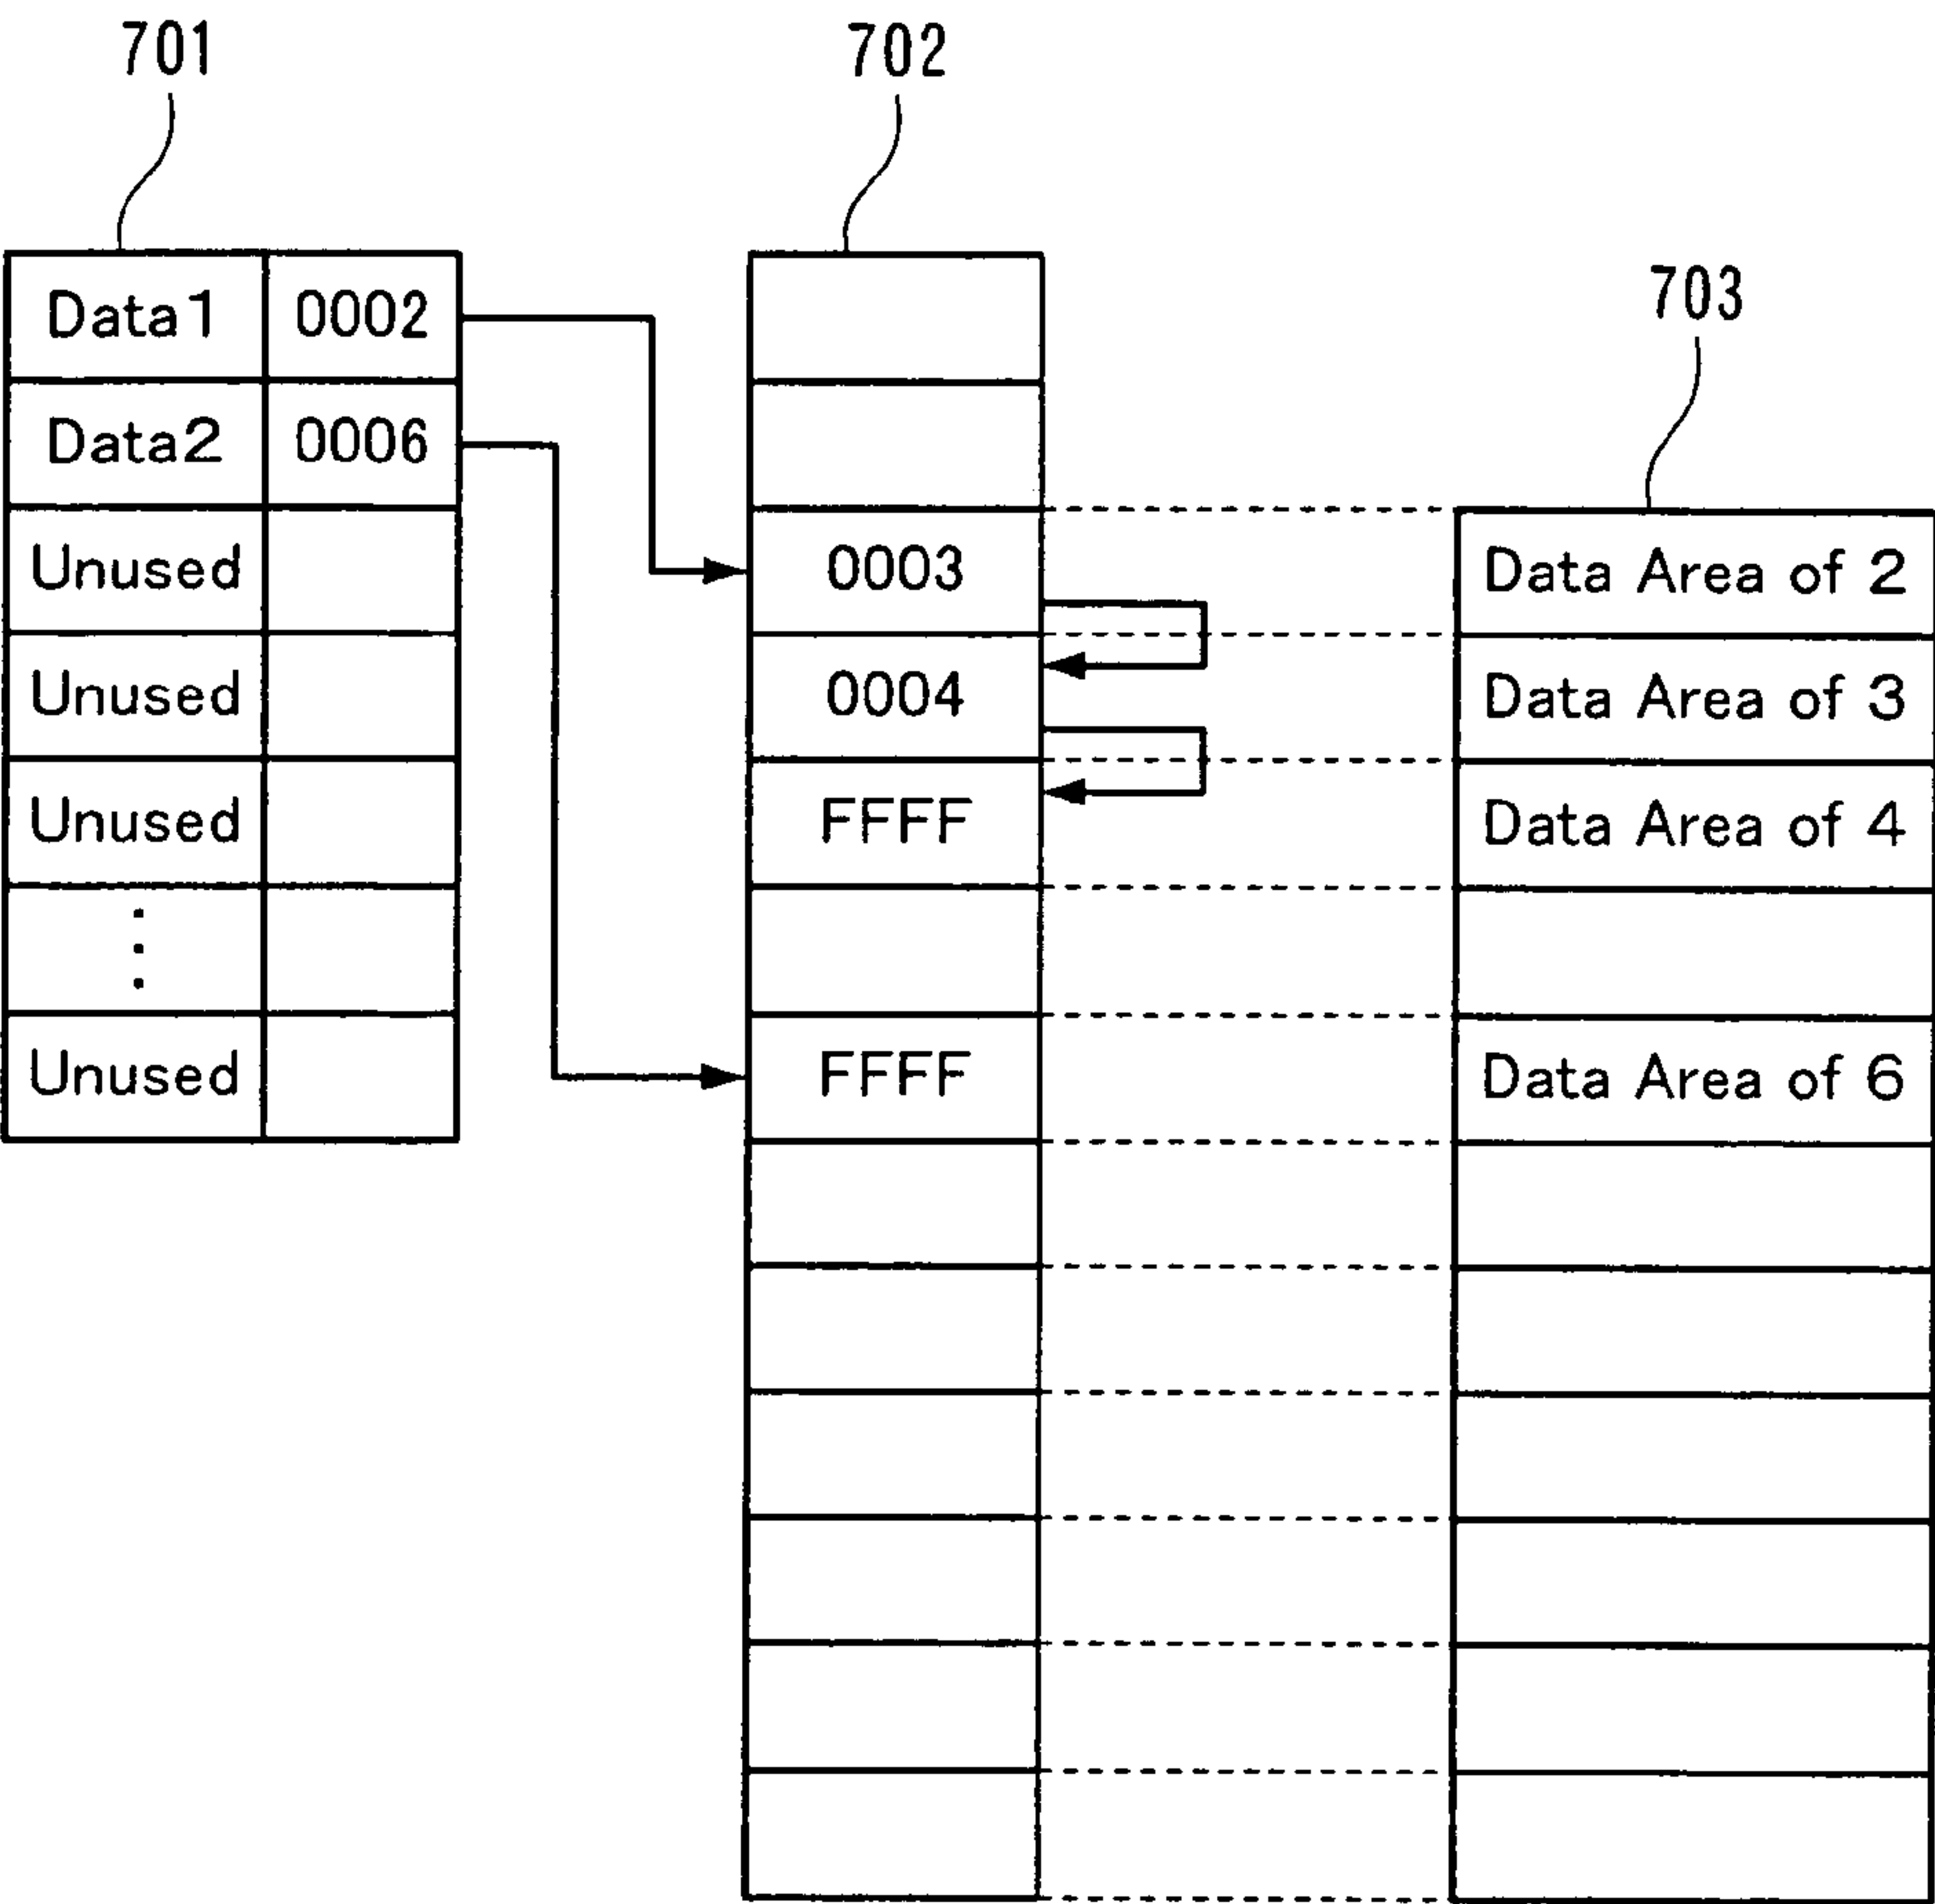 701
702
703
Data1 0002
Data2 0006
Unused
Unused
Unused
Unused
0003
0004
FFFF
FFFF
Data Area of 2
Data Area of 3
Data Area of 4
Data Area of 6